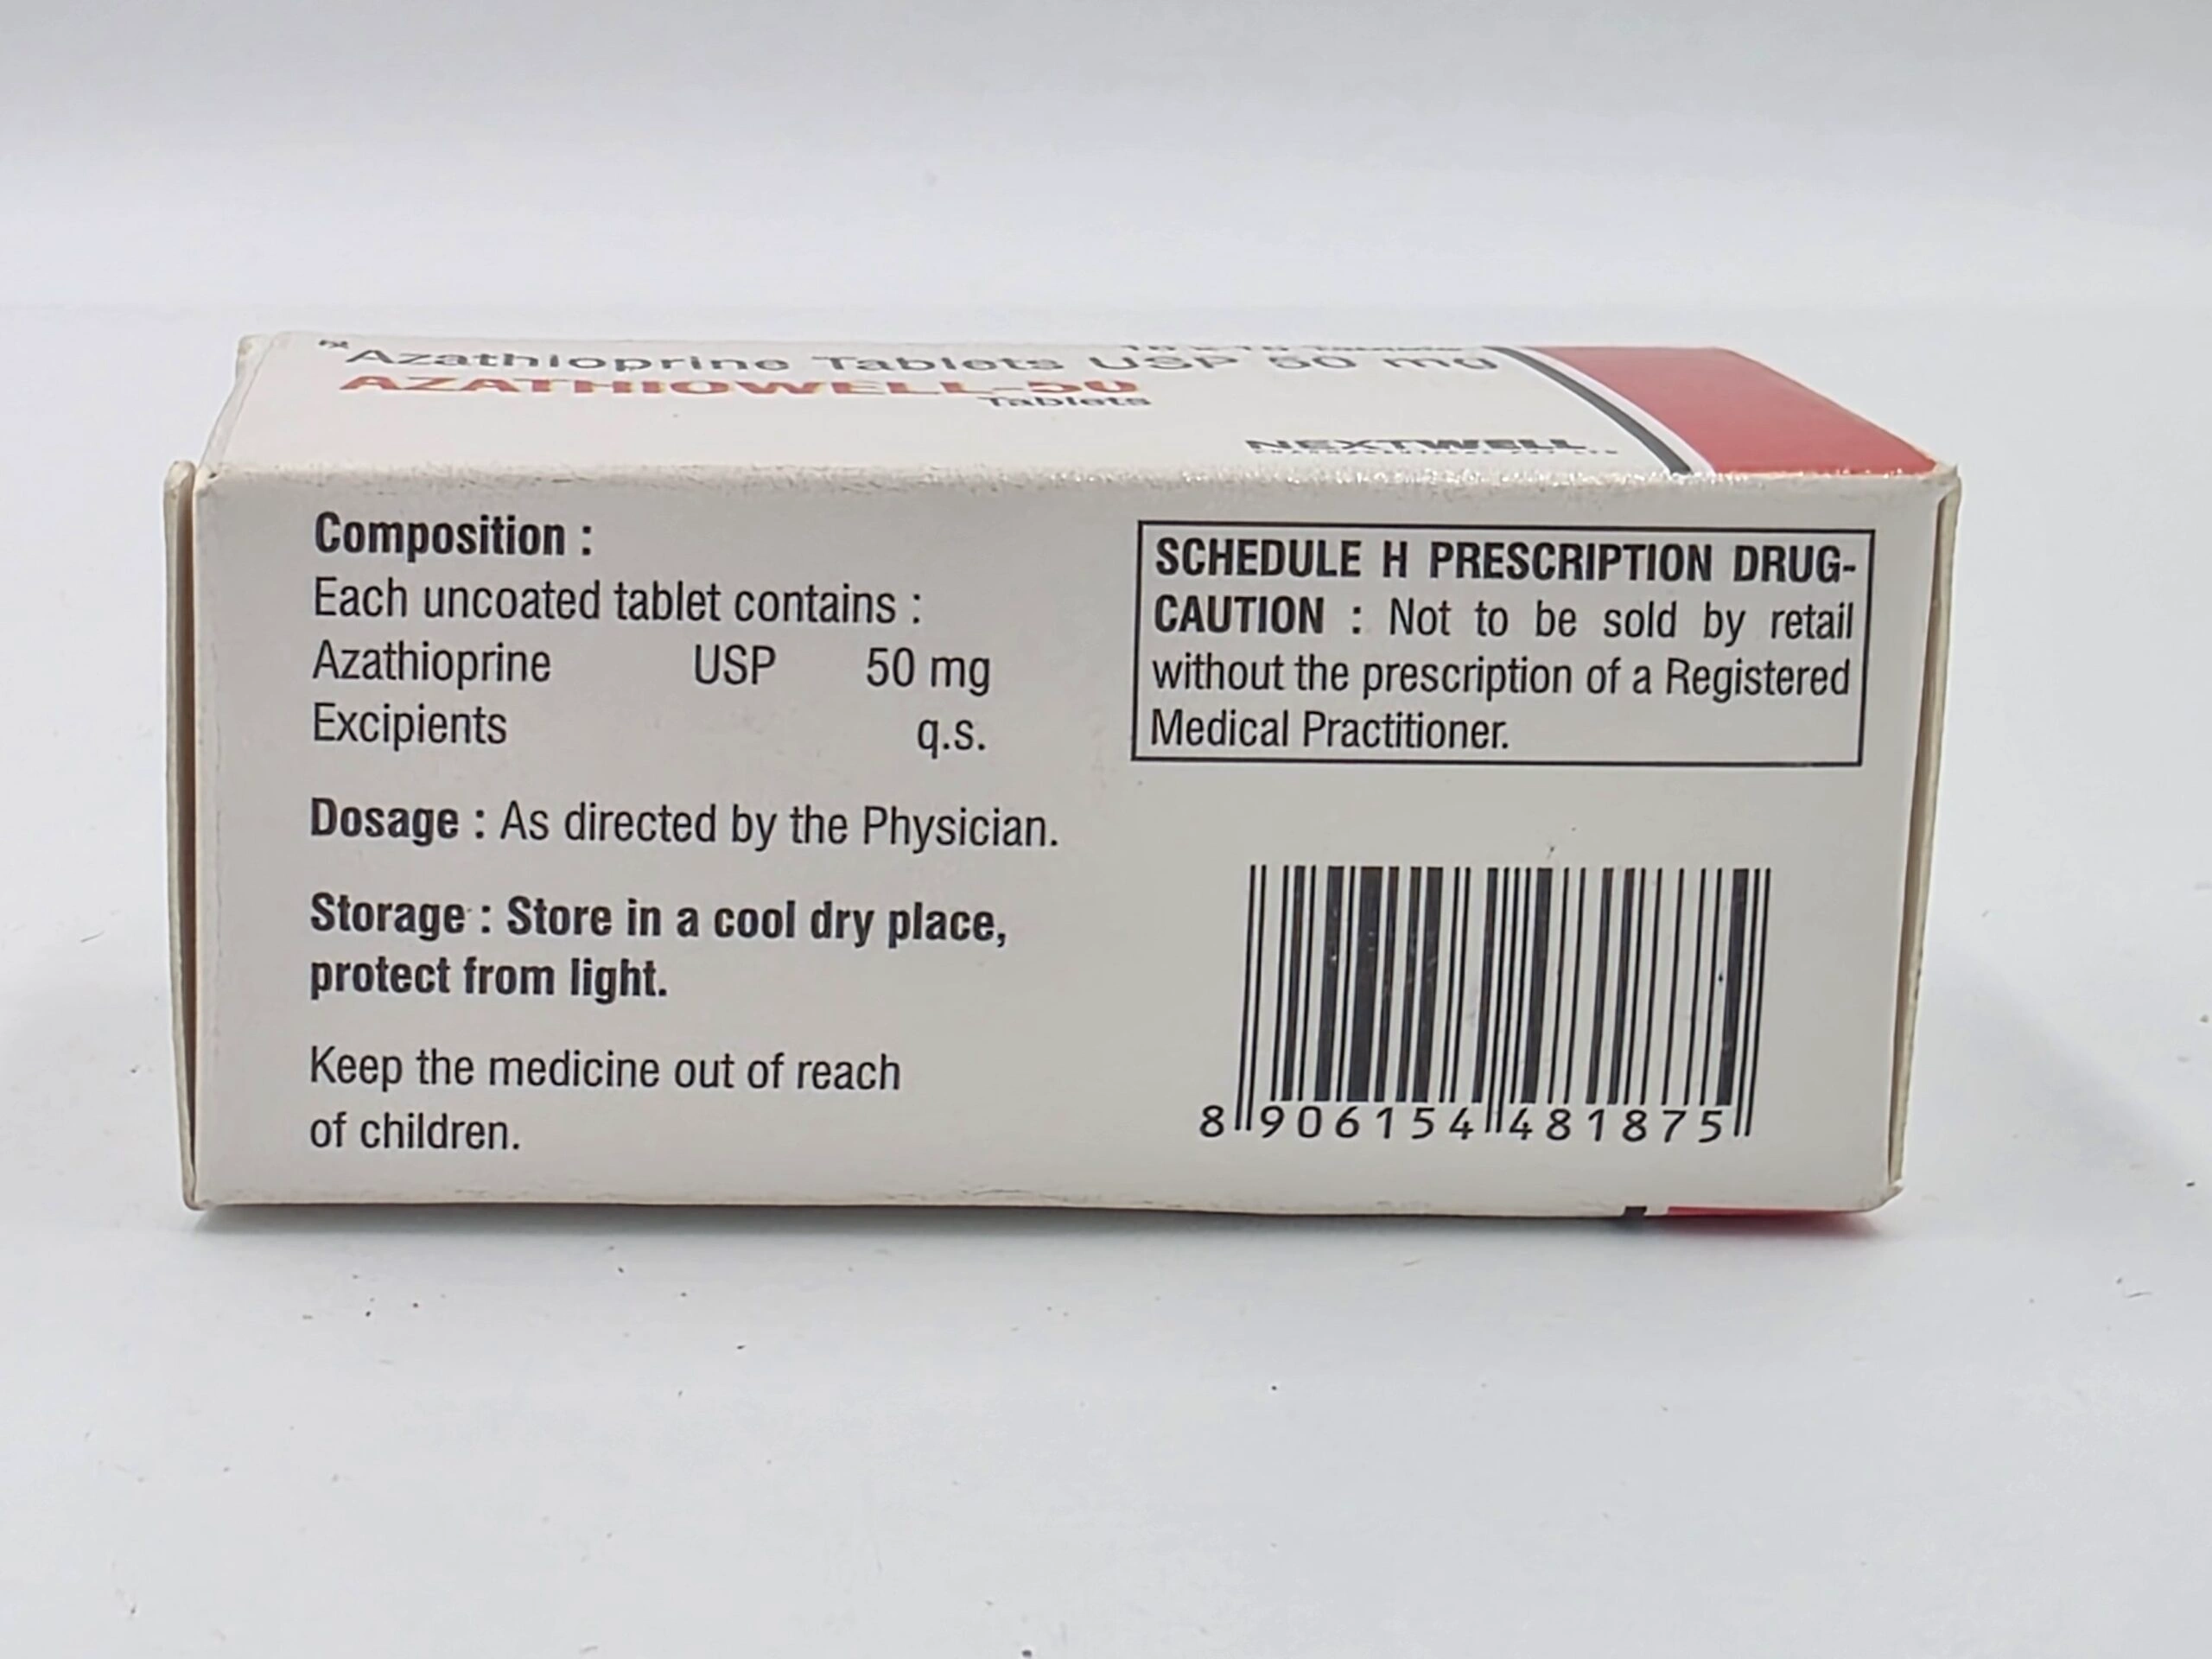 Rx
Azathioprine Tablets USP 50 mg
AZATHIOWELL-50
Tablets
NEXTWELL
Composition :
Each uncoated tablet contains :
Azathioprine USP 50 mg
Excipients q.s.
Dosage : As directed by the Physician.
Storage : Store in a cool dry place,
protect from light.
Keep the medicine out of reach
of children.
SCHEDULE H PRESCRIPTION DRUG-
CAUTION : Not to be sold by retail
without the prescription of a Registered
Medical Practitioner.
8 906154 481875